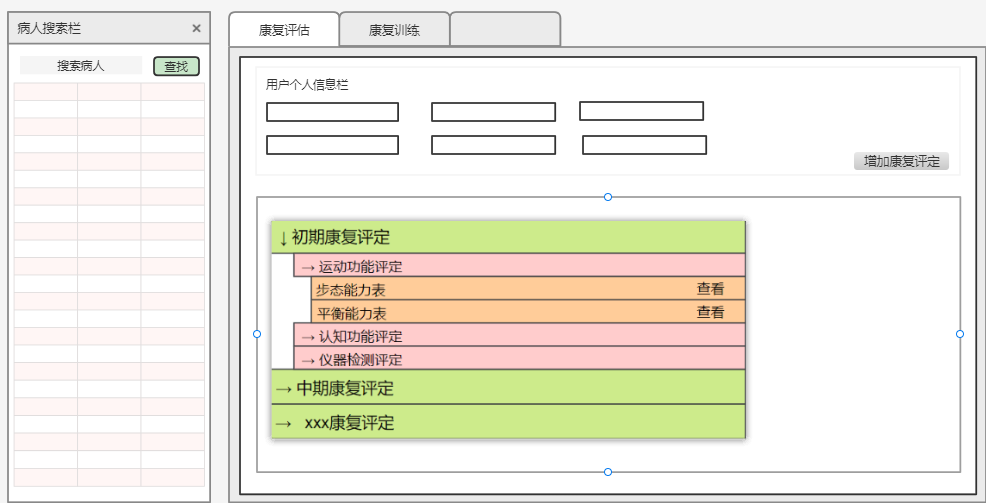 病人搜索栏 ×
搜索病人 查找
康复评估 康复训练
用户个人信息栏
增加康复评定
↓初期康复评定
→运动功能评定
步态能力表 查看
平衡能力表 查看
→认知功能评定
→仪器检测评定
→中期康复评定
→ xxx康复评定